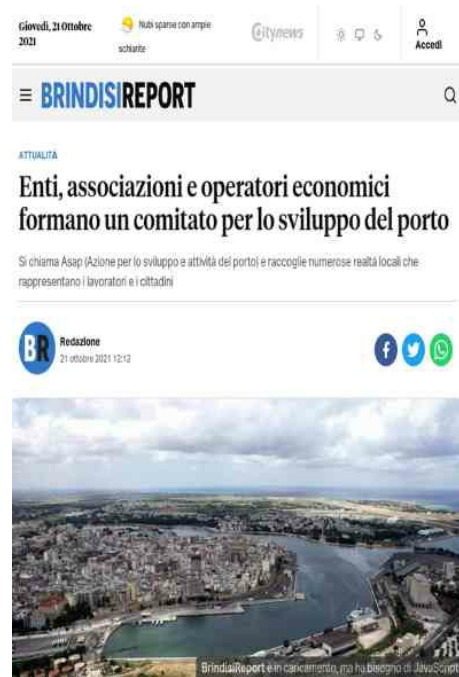 Giovedì, 21 Ottobre
2021
Nubi sparse con ampie
schiarite
Citynews
Accedi
BRINDISIREPORT
ATTUALITÀ
Enti, associazioni e operatori economici
formano un comitato per lo sviluppo del porto
Si chiama Asap (Azione per lo sviluppo e attività del porto) e raccoglie numerose realtà locali che
rappresentano i lavoratori e i cittadini
BR
Redazione
21 ottobre 2021 12:12
BrindisiReport è in caricamento, ma ha bisogno di JavaScript